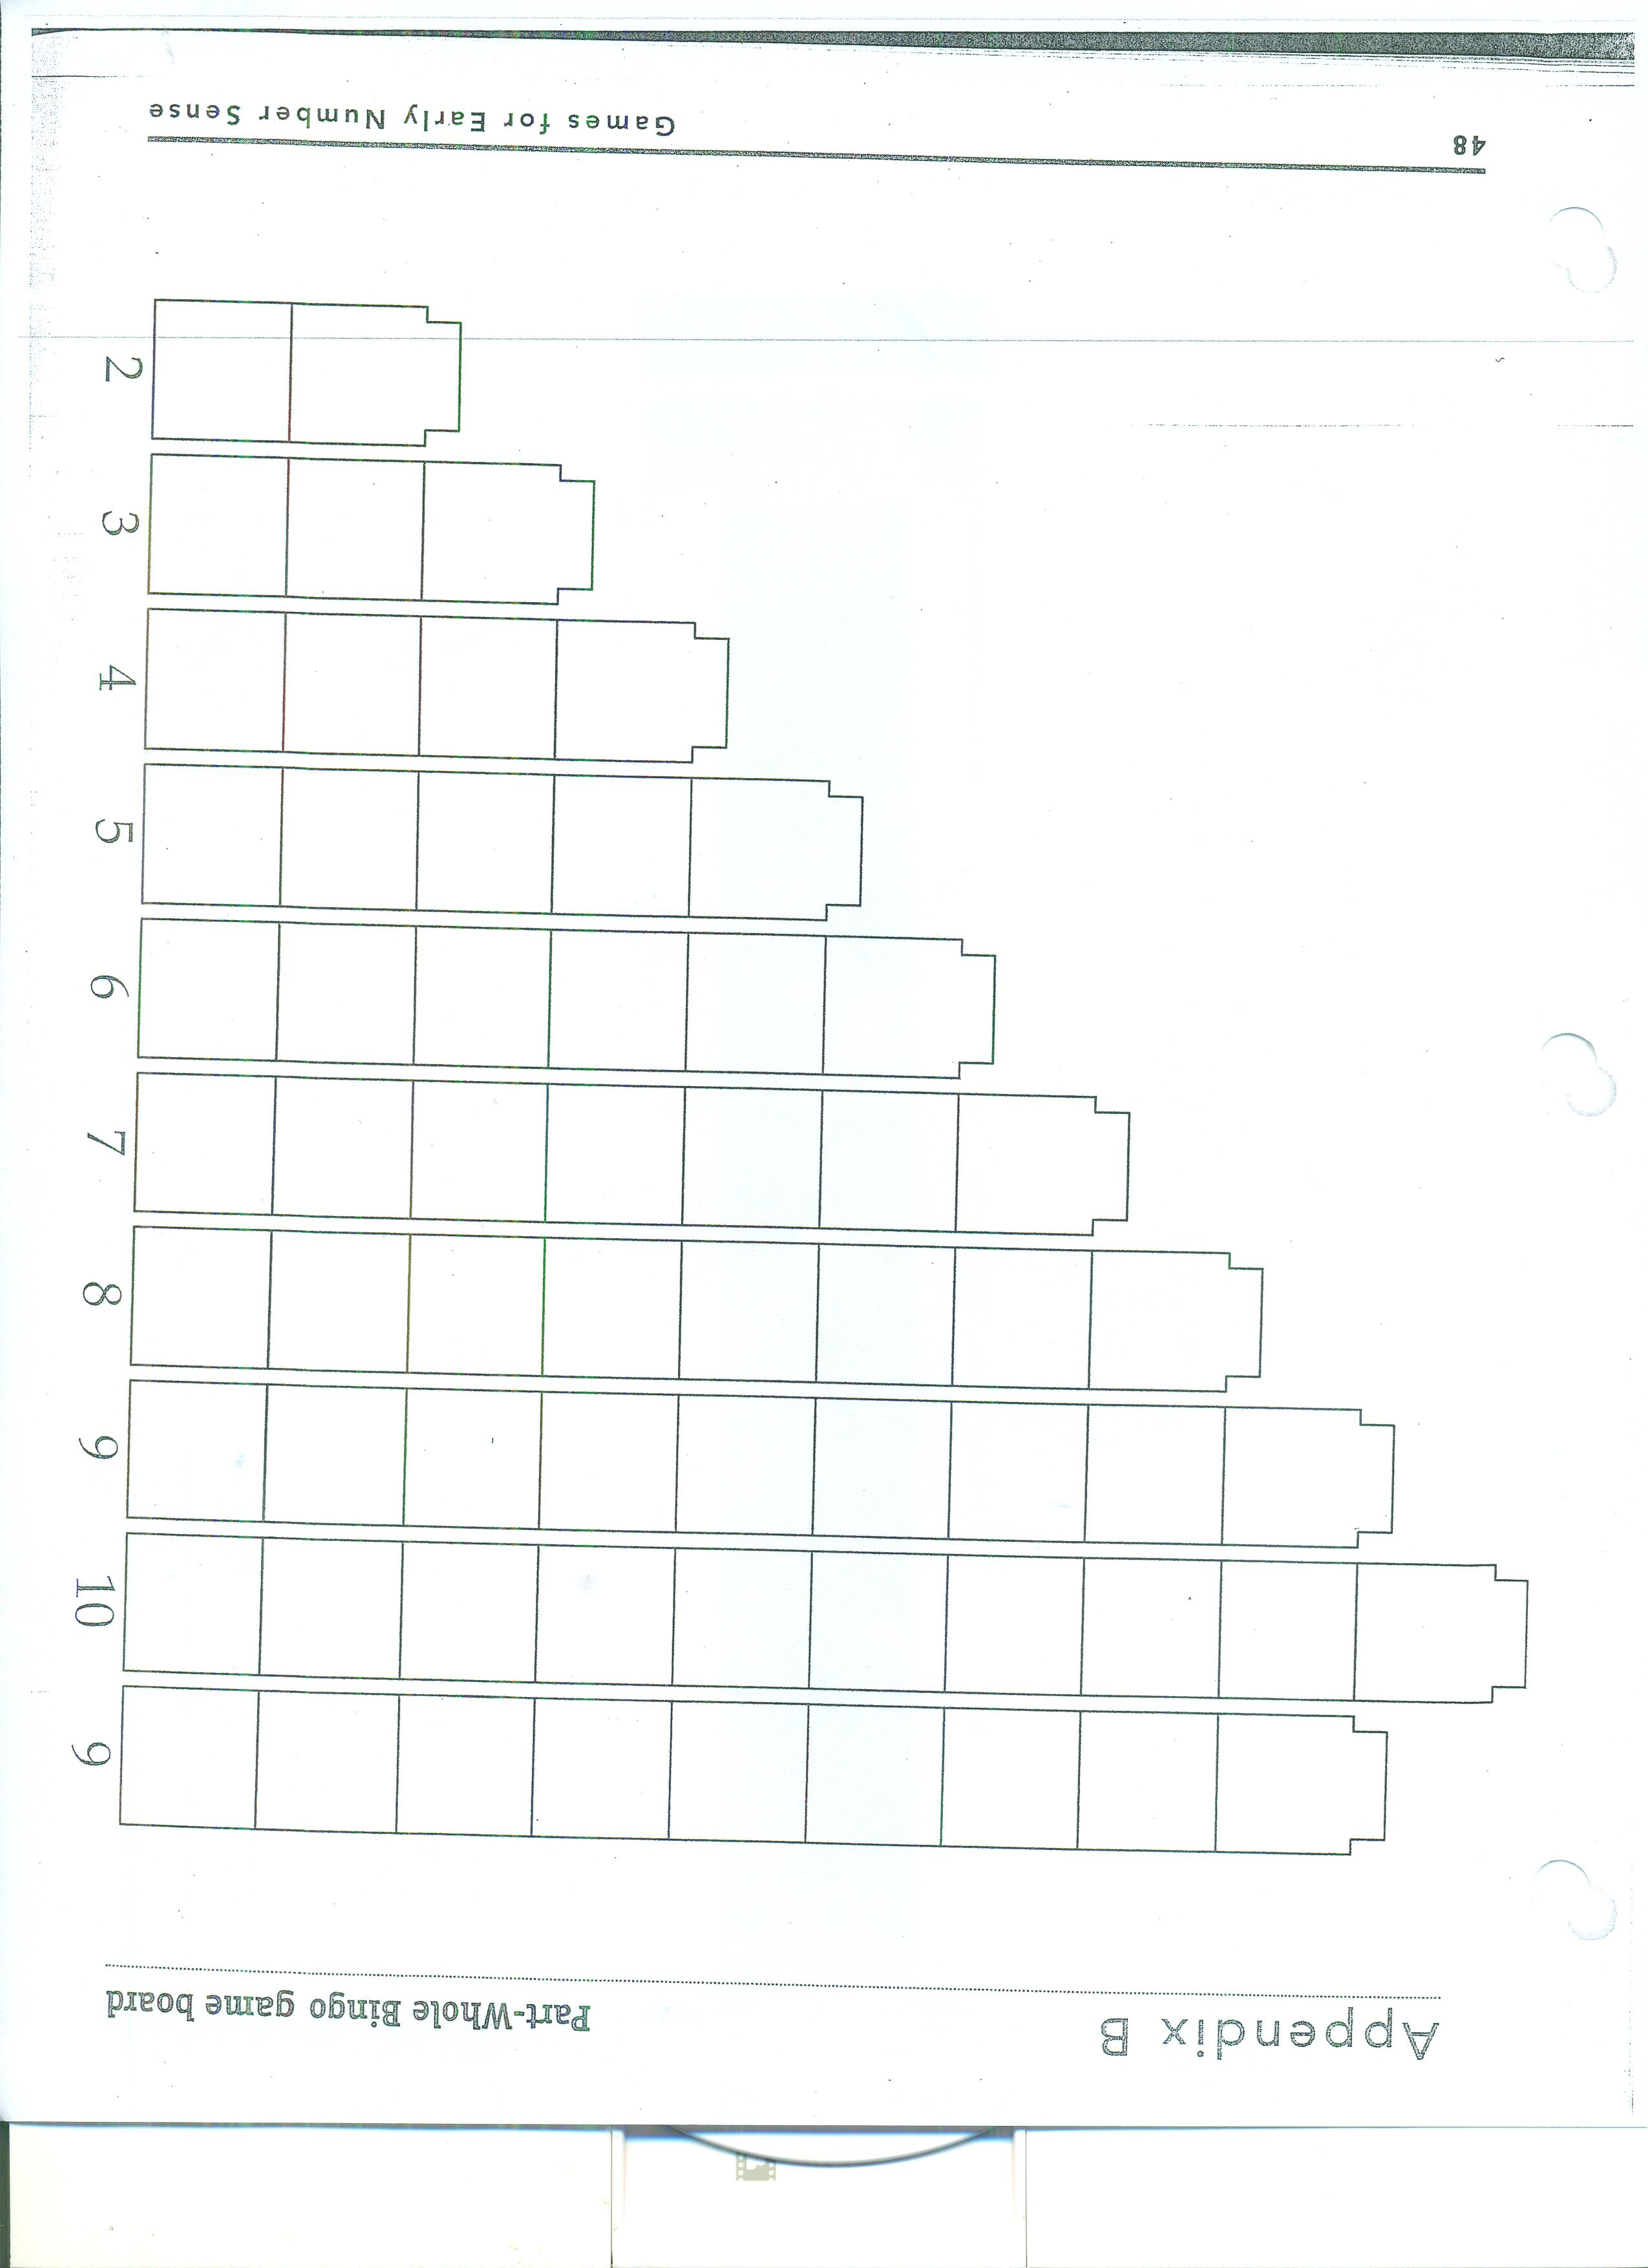 Appendix B Part-Whole Bingo game board
2 3 4 5 6 7 8 9 10 9
48 Games for Early Number Sense